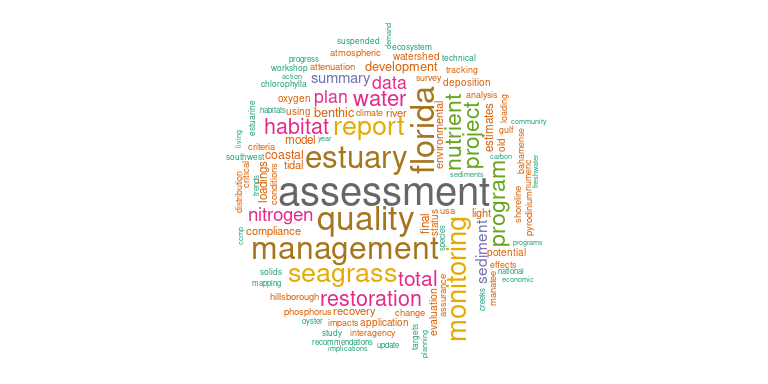 demand
suspended
ecosystem
atmospheric
watershed
technical
progress
workshop
attenuation
development
tracking
action
summary
data
survey
deposition
chlorophylla
plan
water
florida
nutrient
project
analysis
oxygen
estuarine
habitats
using
benthic
climate
river
environmental
estimates
loading
community
habitat
report
gulf
old
living
year
criteria
model
coastal
estuary
southwest
tidal
bahamense
carbon
numeric
freshwater
sediments
critical
trends
loadings
conditions
distribution
assessment
program
pyrodinium
shoreline
nitrogen
quality
final
status
usa
light
compliance
ccmp
species
management
monitoring
sediment
potential
programs
effects
national
economic
solids
mapping
seagrass
total
assurance
manatee
creeks
hillsborough
restoration
phosphorus
recovery
change
evaluation
oyster
impacts
application
targets
planning
study
interagency
recommendations
implications
update